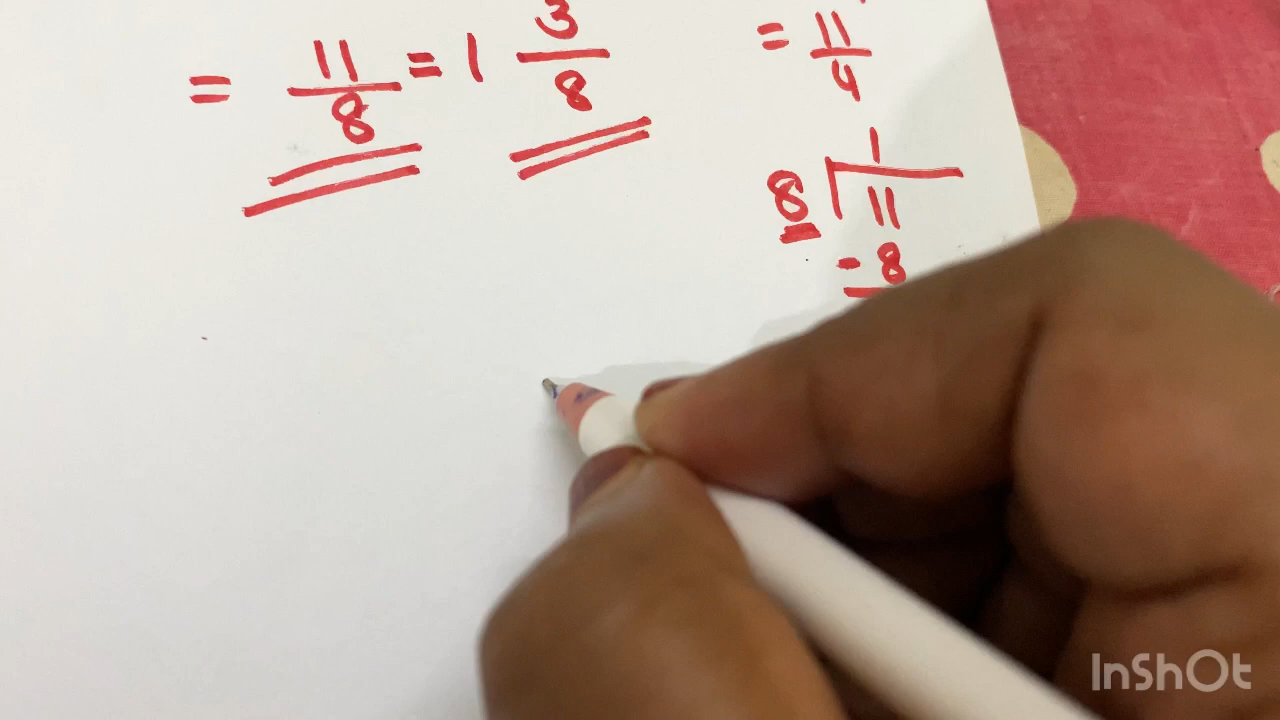 = 11/8 = 1 3/8
= 11/4
1
8 11
- 8
InShOt